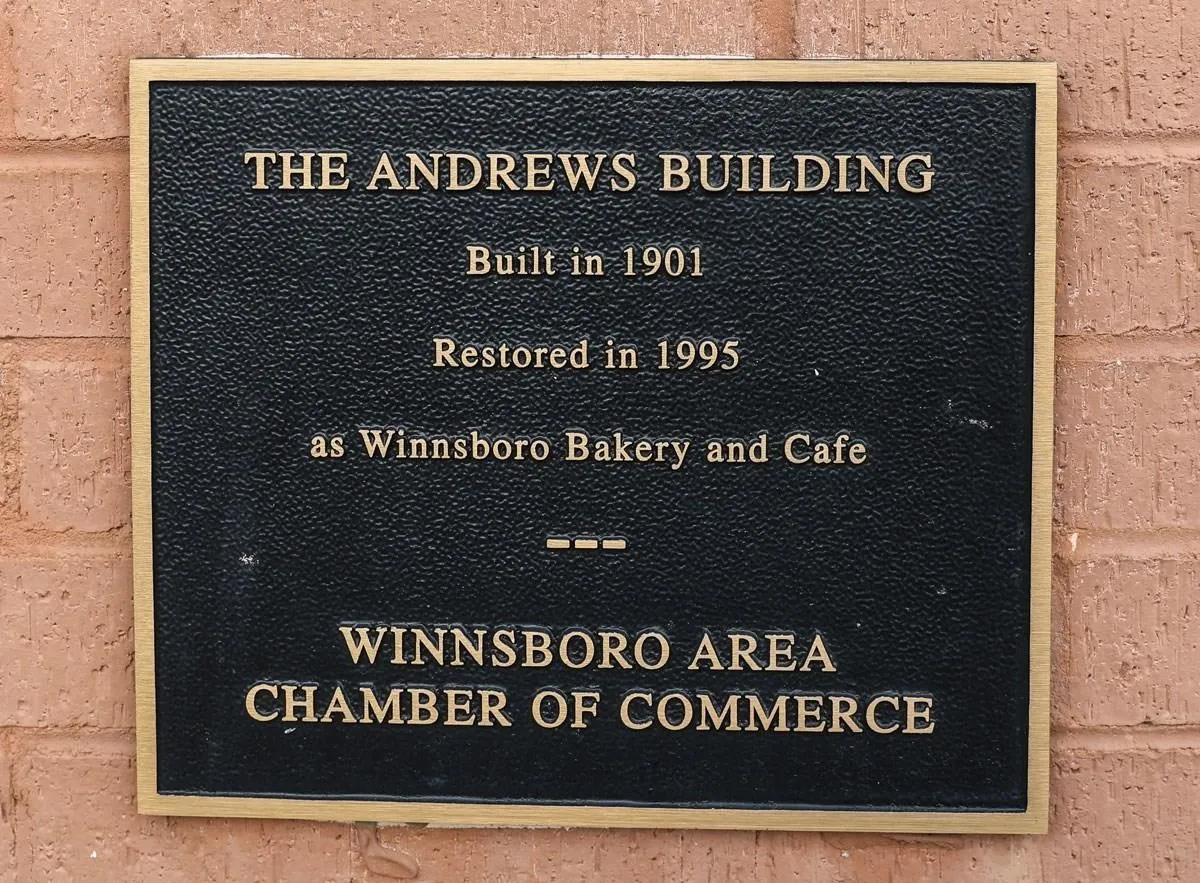 THE ANDREWS BUILDING
Built in 1901
Restored in 1995
as Winnsboro Bakery and Cafe
---
WINNSBORO AREA
CHAMBER OF COMMERCE